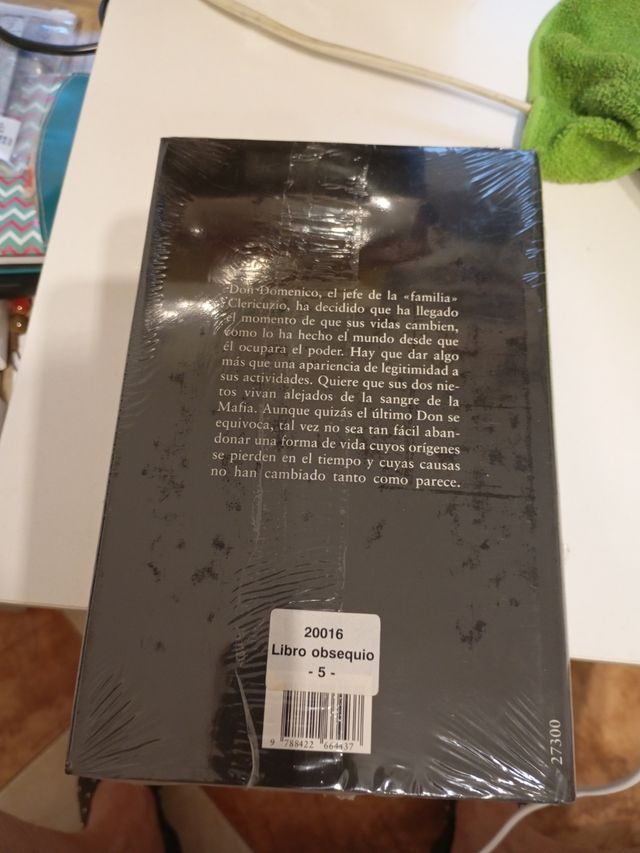 Don Domenico, el jefe de la «familia»
Clericuzio, ha decidido que ha llegado
el momento de que sus vidas cambien,
como lo ha hecho el mundo desde que
él ocupara el poder. Hay que dar algo
más que una apariencia de legitimidad a
sus actividades. Quiere que sus dos nie-
tos vivan alejados de la sangre de la
Mafia. Aunque quizás el último Don se
equivoca, tal vez no sea tan fácil aban-
donar una forma de vida cuyos orígenes
se pierden en el tiempo y cuyas causas
no han cambiado tanto como parece.
20016
Libro obsequio
- 5 -
9 788422 664437
27300